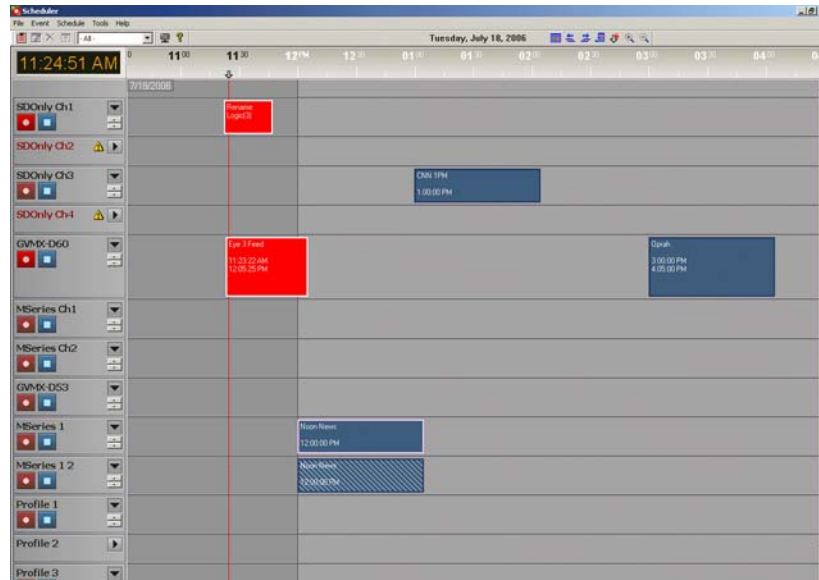 Scheduler
File Event Schedule Tools Help
- All -
Tuesday, July 18, 2006
11:24:51 AM
11 00 11 30 12 PM 12 30 01 00 01 30 02 00 02 30 03 00 03 30 04 00
7/18/2006
SDOnly Ch1
Rename
Logic(3)
SDOnly Ch2
SDOnly Ch3
CNN 1PM
1:00:00 PM
SDOnly Ch4
GVMX-D60
Eye 3 Feed
11:23:22 AM
12:05:25 PM
Oprah
3:00:00 PM
4:05:00 PM
MSeries Ch1
MSeries Ch2
GVMX-D53
MSeries 1
Noon News
12:00:00 PM
MSeries 1 2
Noon News
12:00:00 PM
Profile 1
Profile 2
Profile 3